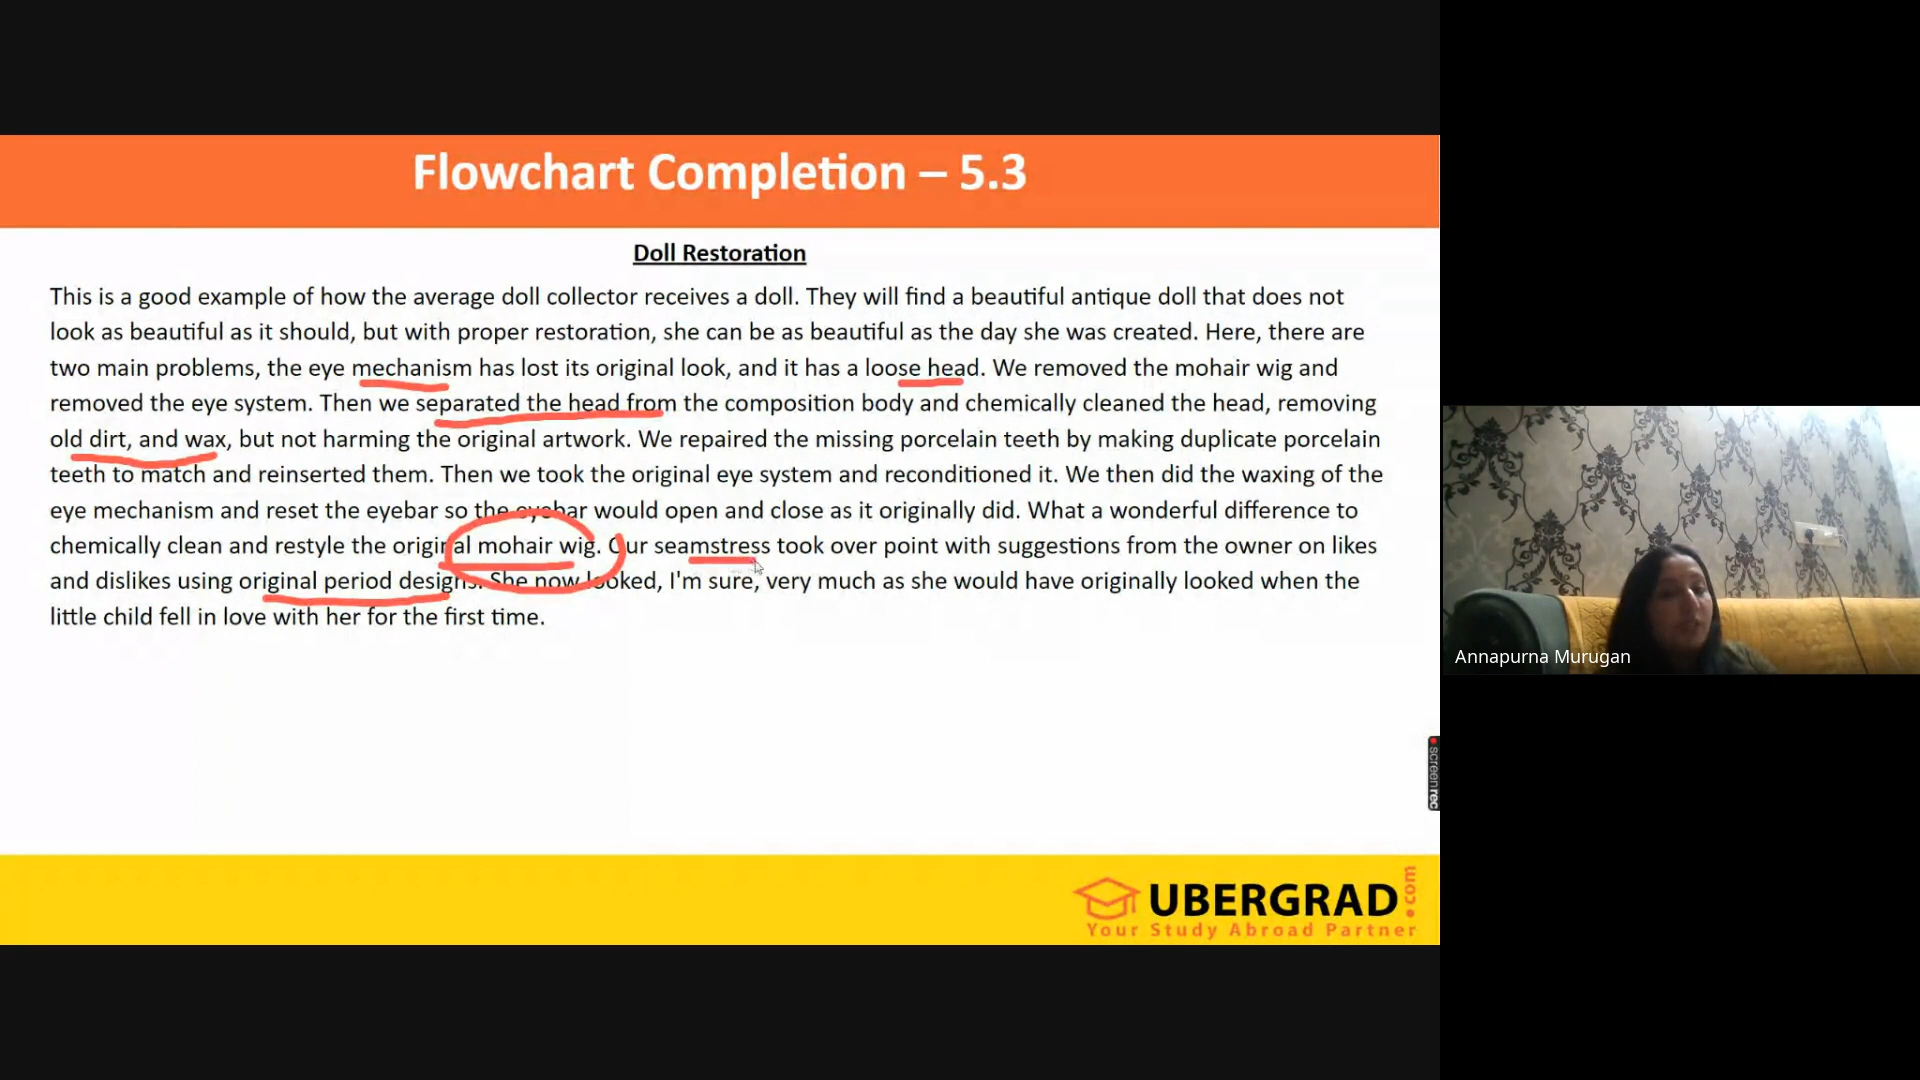 Flowchart Completion – 5.3
Doll Restoration
This is a good example of how the average doll collector receives a doll. They will find a beautiful antique doll that does not
look as beautiful as it should, but with proper restoration, she can be as beautiful as the day she was created. Here, there are
two main problems, the eye mechanism has lost its original look, and it has a loose head. We removed the mohair wig and
removed the eye system. Then we separated the head from the composition body and chemically cleaned the head, removing
old dirt, and wax, but not harming the original artwork. We repaired the missing porcelain teeth by making duplicate porcelain
teeth to match and reinserted them. Then we took the original eye system and reconditioned it. We then did the waxing of the
eye mechanism and reset the eyebar so the eyebar would open and close as it originally did. What a wonderful difference to
chemically clean and restyle the original mohair wig. Our seamstress took over point with suggestions from the owner on likes
and dislikes using original period designs. She now looked, I'm sure, very much as she would have originally looked when the
little child fell in love with her for the first time.
Annapurna Murugan
screenrec
UBERGRAD.com
Your Study Abroad Partner